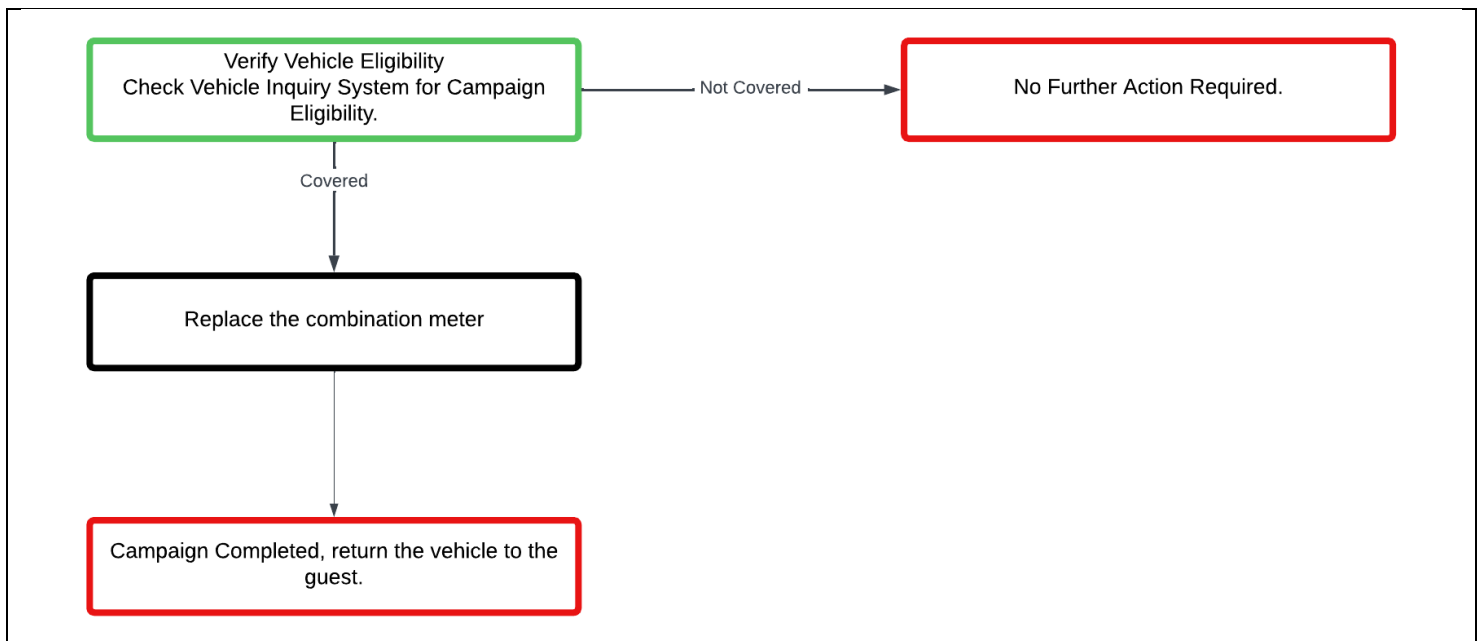 Verify Vehicle Eligibility
Check Vehicle Inquiry System for Campaign
Eligibility.
Not Covered
No Further Action Required.
Covered
Replace the combination meter
Campaign Completed, return the vehicle to the
guest.